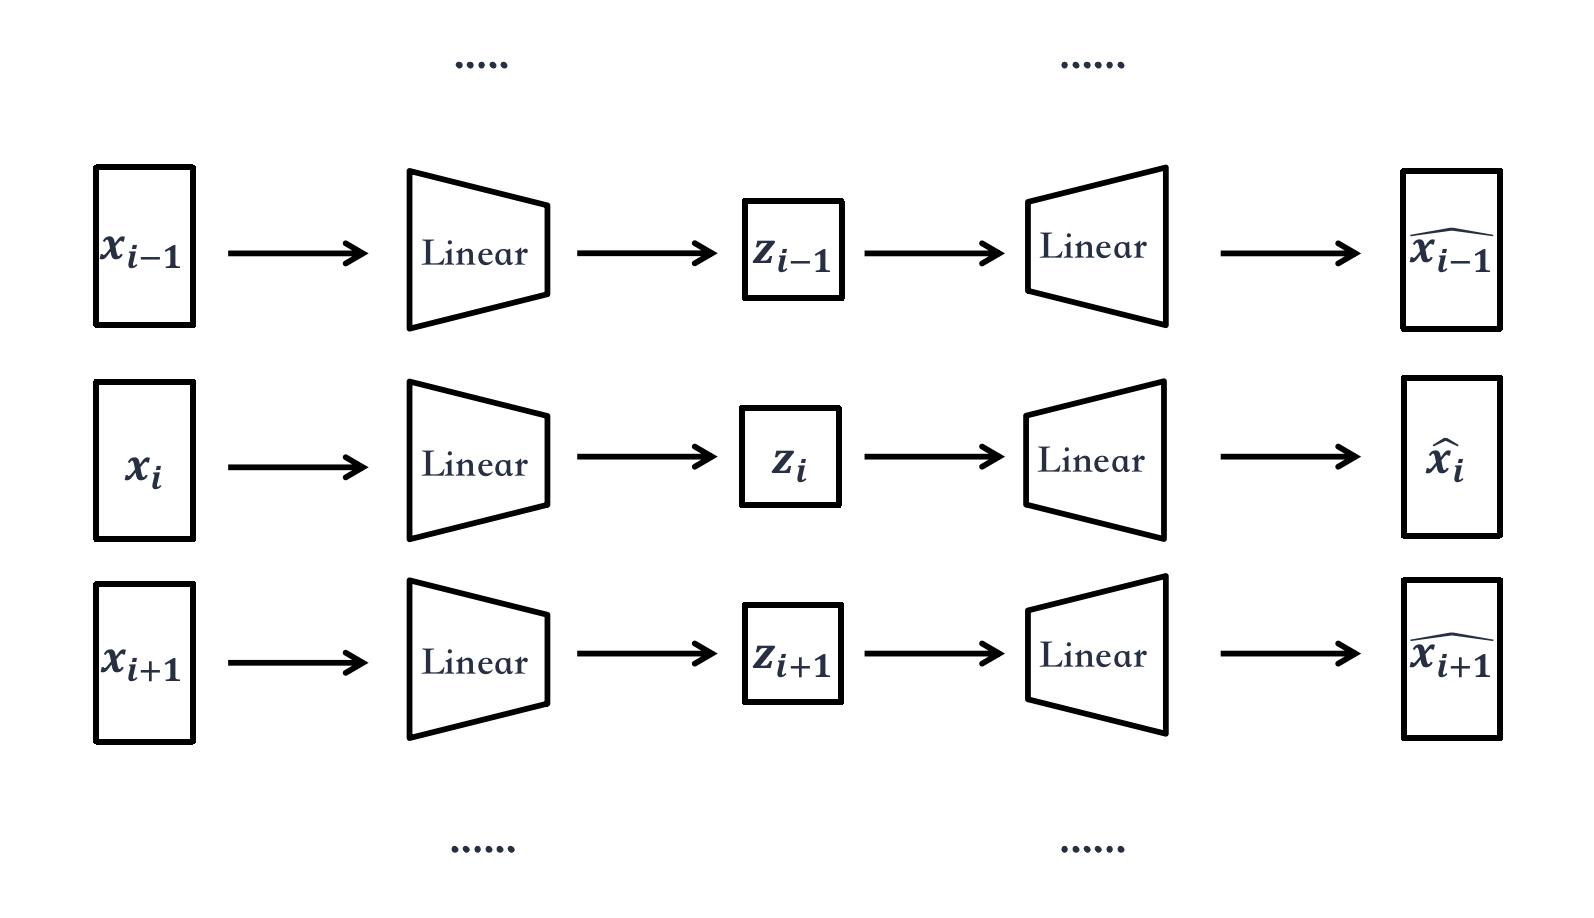 ..... ......
x_{i−1} Linear z_{i−1} Linear \widehat{x_{i−1}}
x_i Linear z_i Linear \widehat{x}_i
x_{i+1} Linear z_{i+1} Linear \widehat{x_{i+1}}
...... ......